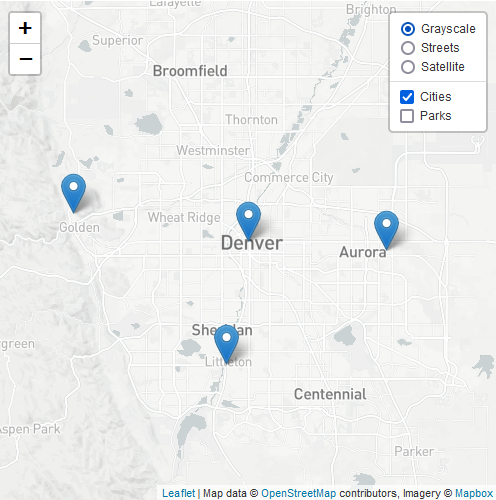 Lafayette
+
−
Superior
Broomfield
Brighton
Thornton
Westminster
Commerce City
Wheat Ridge
Golden
Denver
Aurora
Littleton
Centennial
Aspen Park
Parker
Grayscale
Streets
Satellite
Cities
Parks
Leaflet | Map data © OpenStreetMap contributors, Imagery © Mapbox